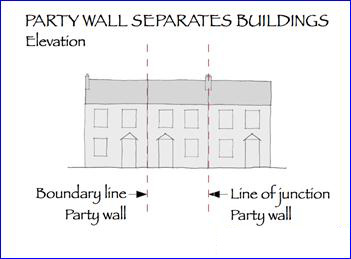 PARTY WALL SEPARATES BUILDINGS
Elevation
Boundary line
Party wall
Line of junction
Party wall